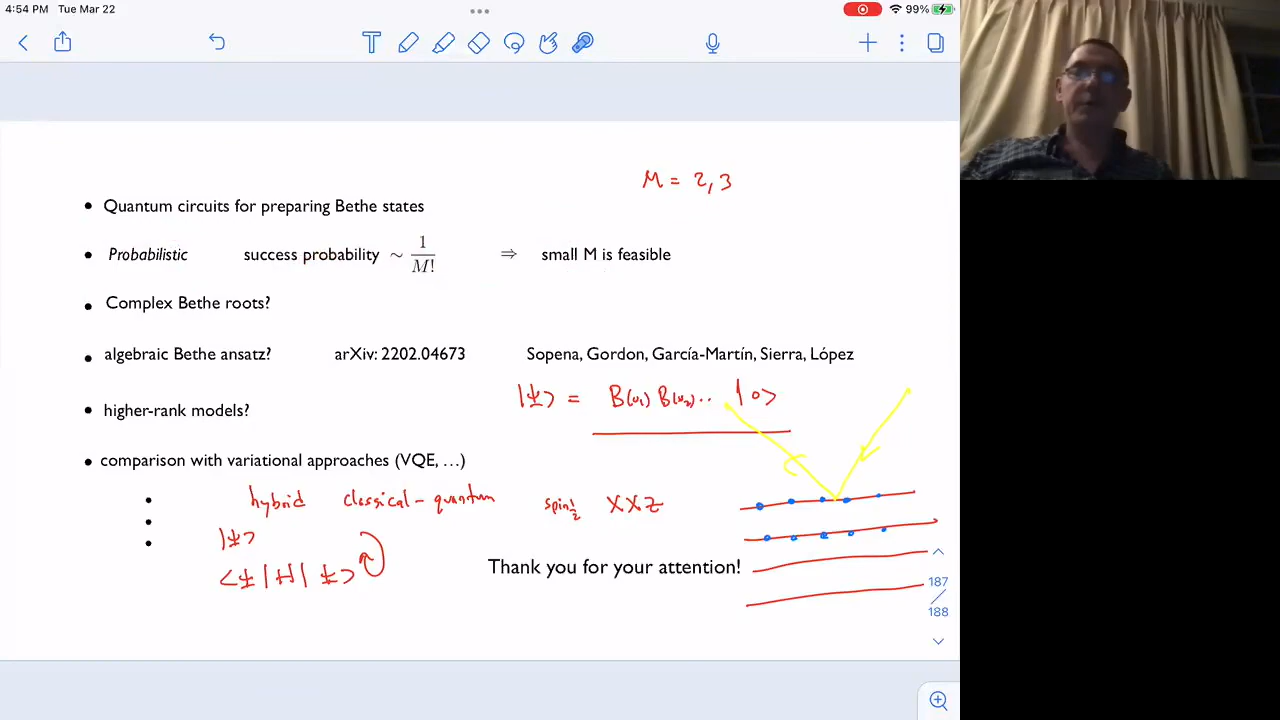 4:54 PM Tue Mar 22
99%
M = 2, 3
• Quantum circuits for preparing Bethe states
• Probabilistic success probability ~ 1/M! ⇒ small M is feasible
• Complex Bethe roots?
• algebraic Bethe ansatz? arXiv: 2202.04673 Sopena, Gordon, García-Martín, Sierra, López
|Ψ> = B(u₁) B(u₂) .. |0>
• higher-rank models?
• comparison with variational approaches (VQE, …)
• hybrid classical-quantum spin ½ XXZ
•
|Ψ>
•
<Ψ|H|Ψ>
Thank you for your attention!
187
188